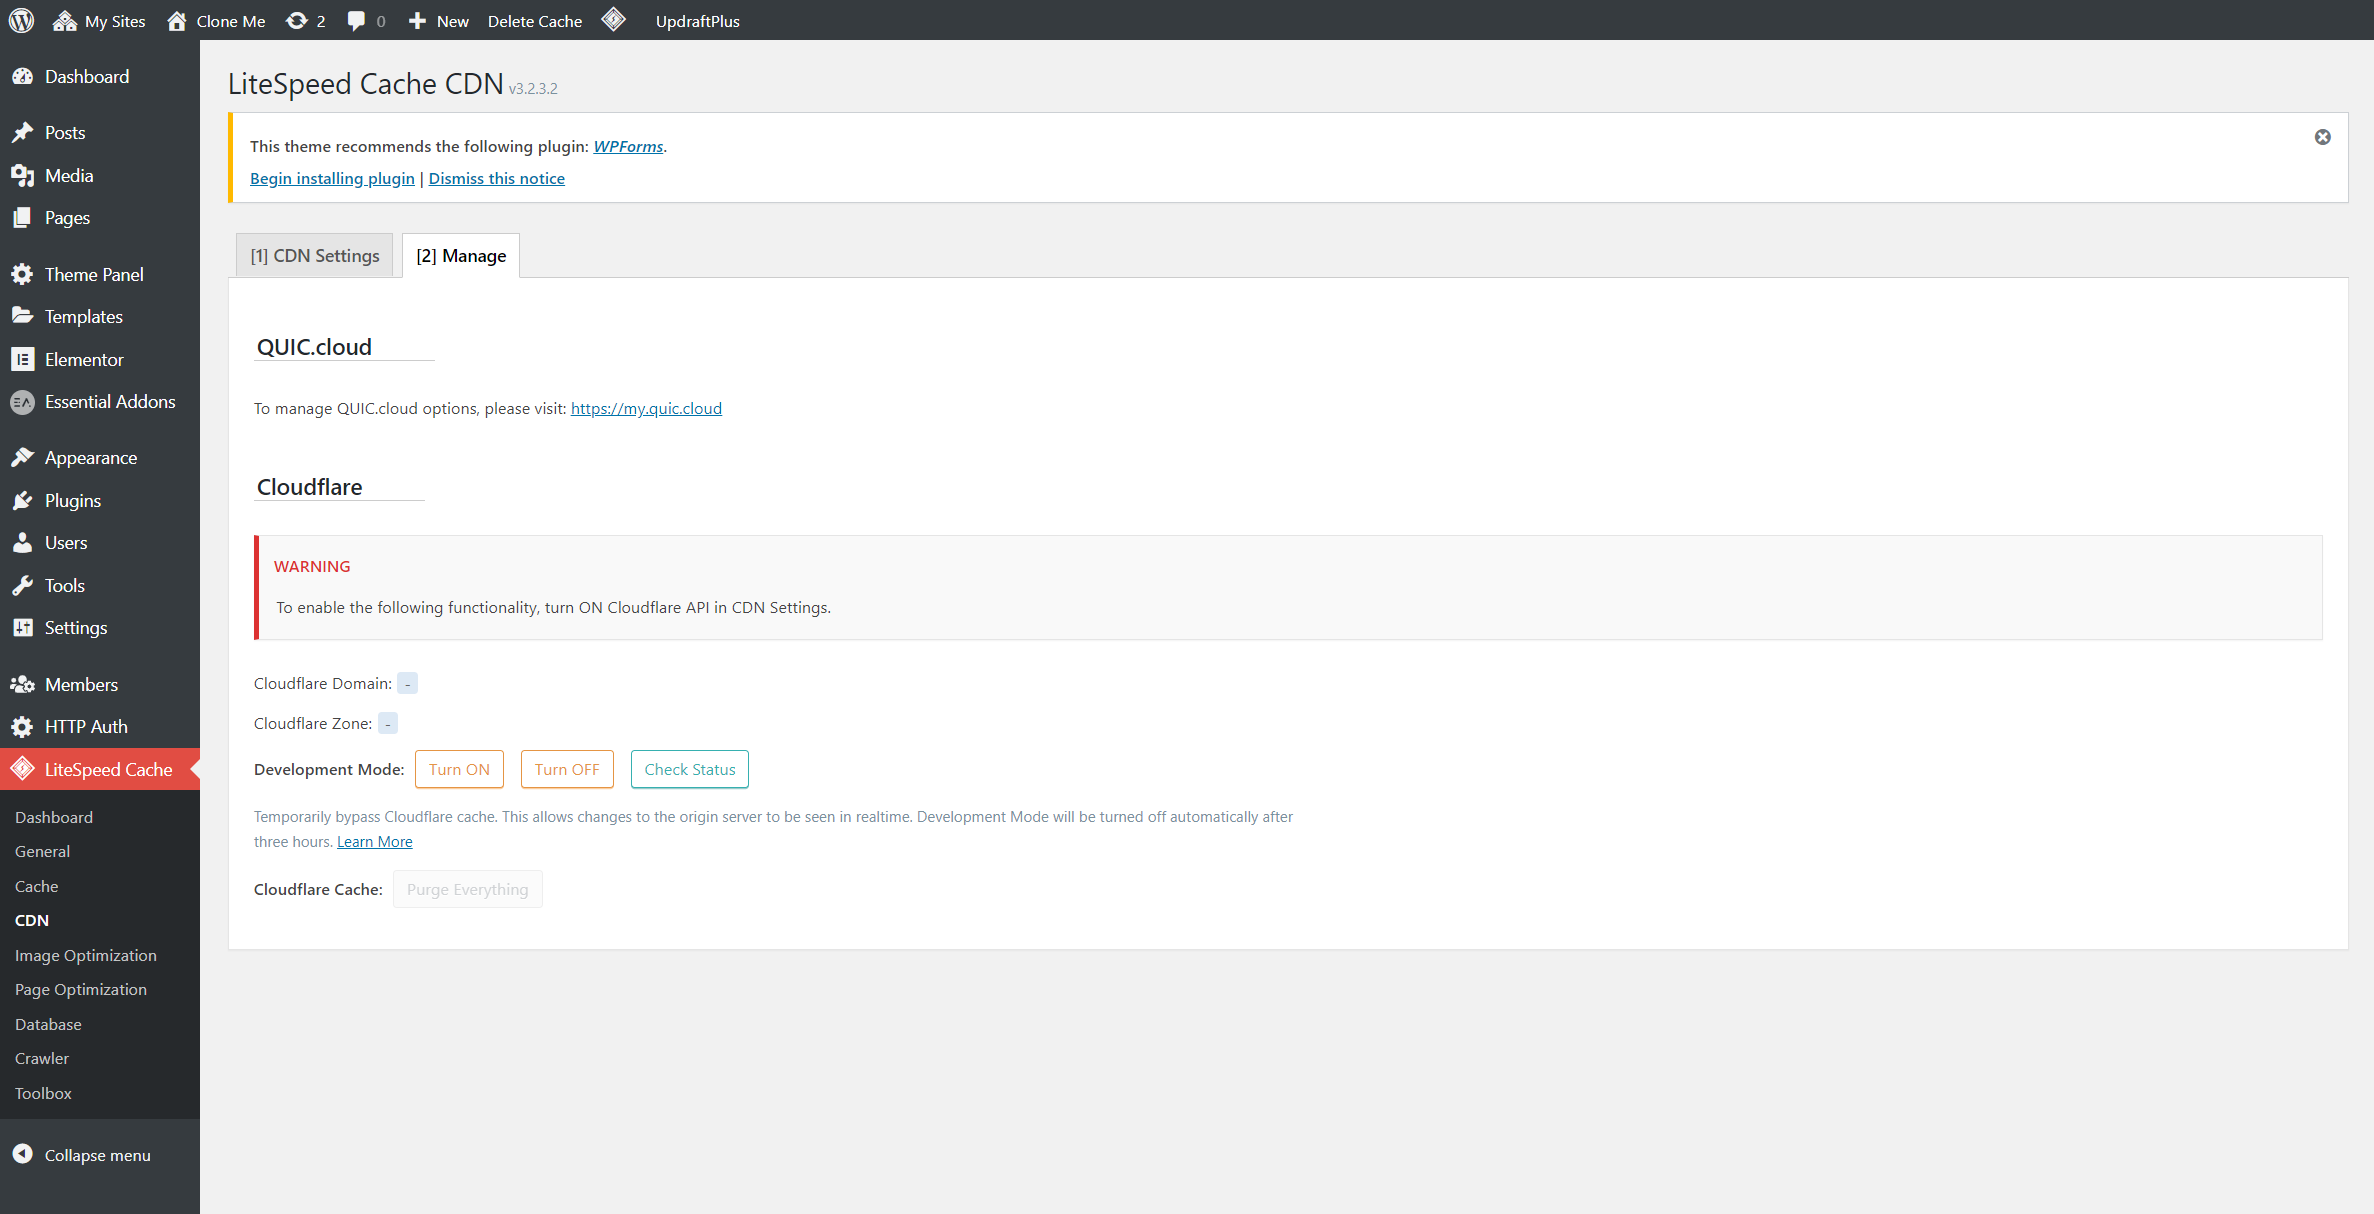 My Sites
Clone Me
2
0
New
Delete Cache
UpdraftPlus
Dashboard
Posts
Media
Pages
Theme Panel
Templates
Elementor
Essential Addons
Appearance
Plugins
Users
Tools
Settings
Members
HTTP Auth
LiteSpeed Cache
Dashboard
General
Cache
CDN
Image Optimization
Page Optimization
Database
Crawler
Toolbox
Collapse menu
LiteSpeed Cache CDN v3.2.3.2
This theme recommends the following plugin: WPForms.
Begin installing plugin | Dismiss this notice
[1] CDN Settings
[2] Manage
QUIC.cloud
To manage QUIC.cloud options, please visit: https://my.quic.cloud
Cloudflare
WARNING
To enable the following functionality, turn ON Cloudflare API in CDN Settings.
Cloudflare Domain: -
Cloudflare Zone: -
Development Mode: Turn ON Turn OFF Check Status
Temporarily bypass Cloudflare cache. This allows changes to the origin server to be seen in realtime. Development Mode will be turned off automatically after
three hours. Learn More
Cloudflare Cache: Purge Everything